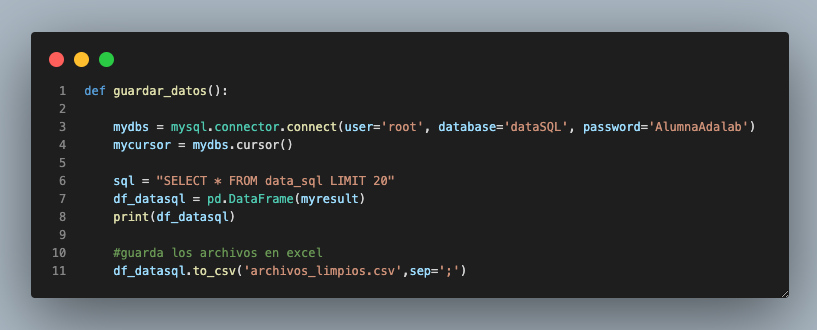 1 def guardar_datos():
2
3 mydbs = mysql.connector.connect(user='root', database='dataSQL', password='AlumnaAdalab')
4 mycursor = mydbs.cursor()
5
6 sql = "SELECT * FROM data_sql LIMIT 20"
7 df_datasql = pd.DataFrame(myresult)
8 print(df_datasql)
9
10 #guarda los archivos en excel
11 df_datasql.to_csv('archivos_limpios.csv',sep=';')